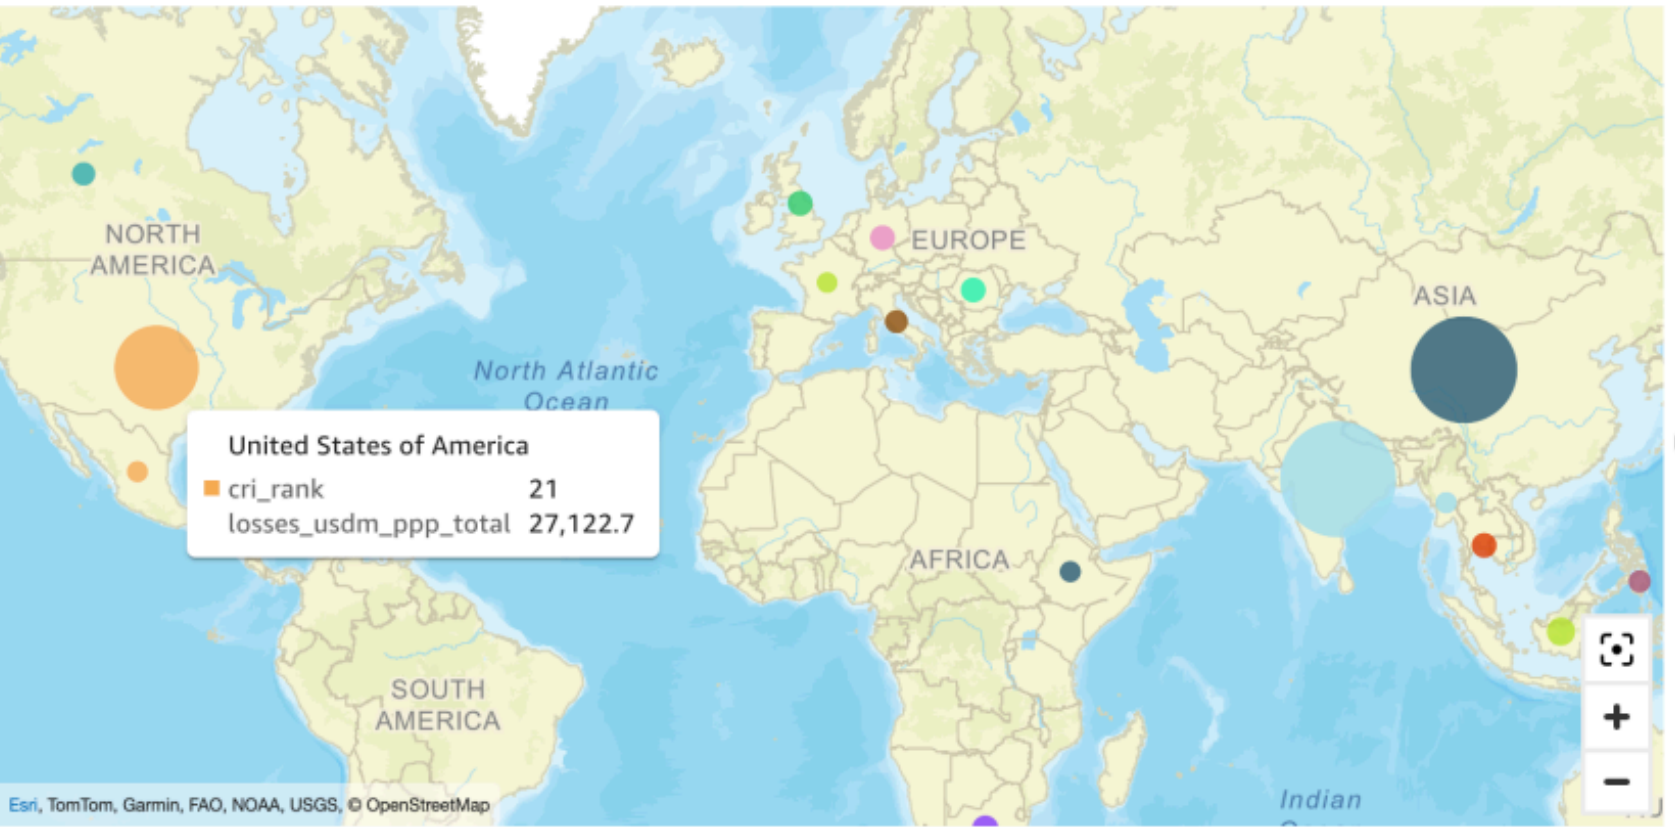 NORTH
AMERICA
EUROPE
ASIA
North Atlantic
Ocean
United States of America
cri_rank 21
losses_usdm_ppp_total 27,122.7
AFRICA
SOUTH
AMERICA
Indian
Esri, TomTom, Garmin, FAO, NOAA, USGS, © OpenStreetMap